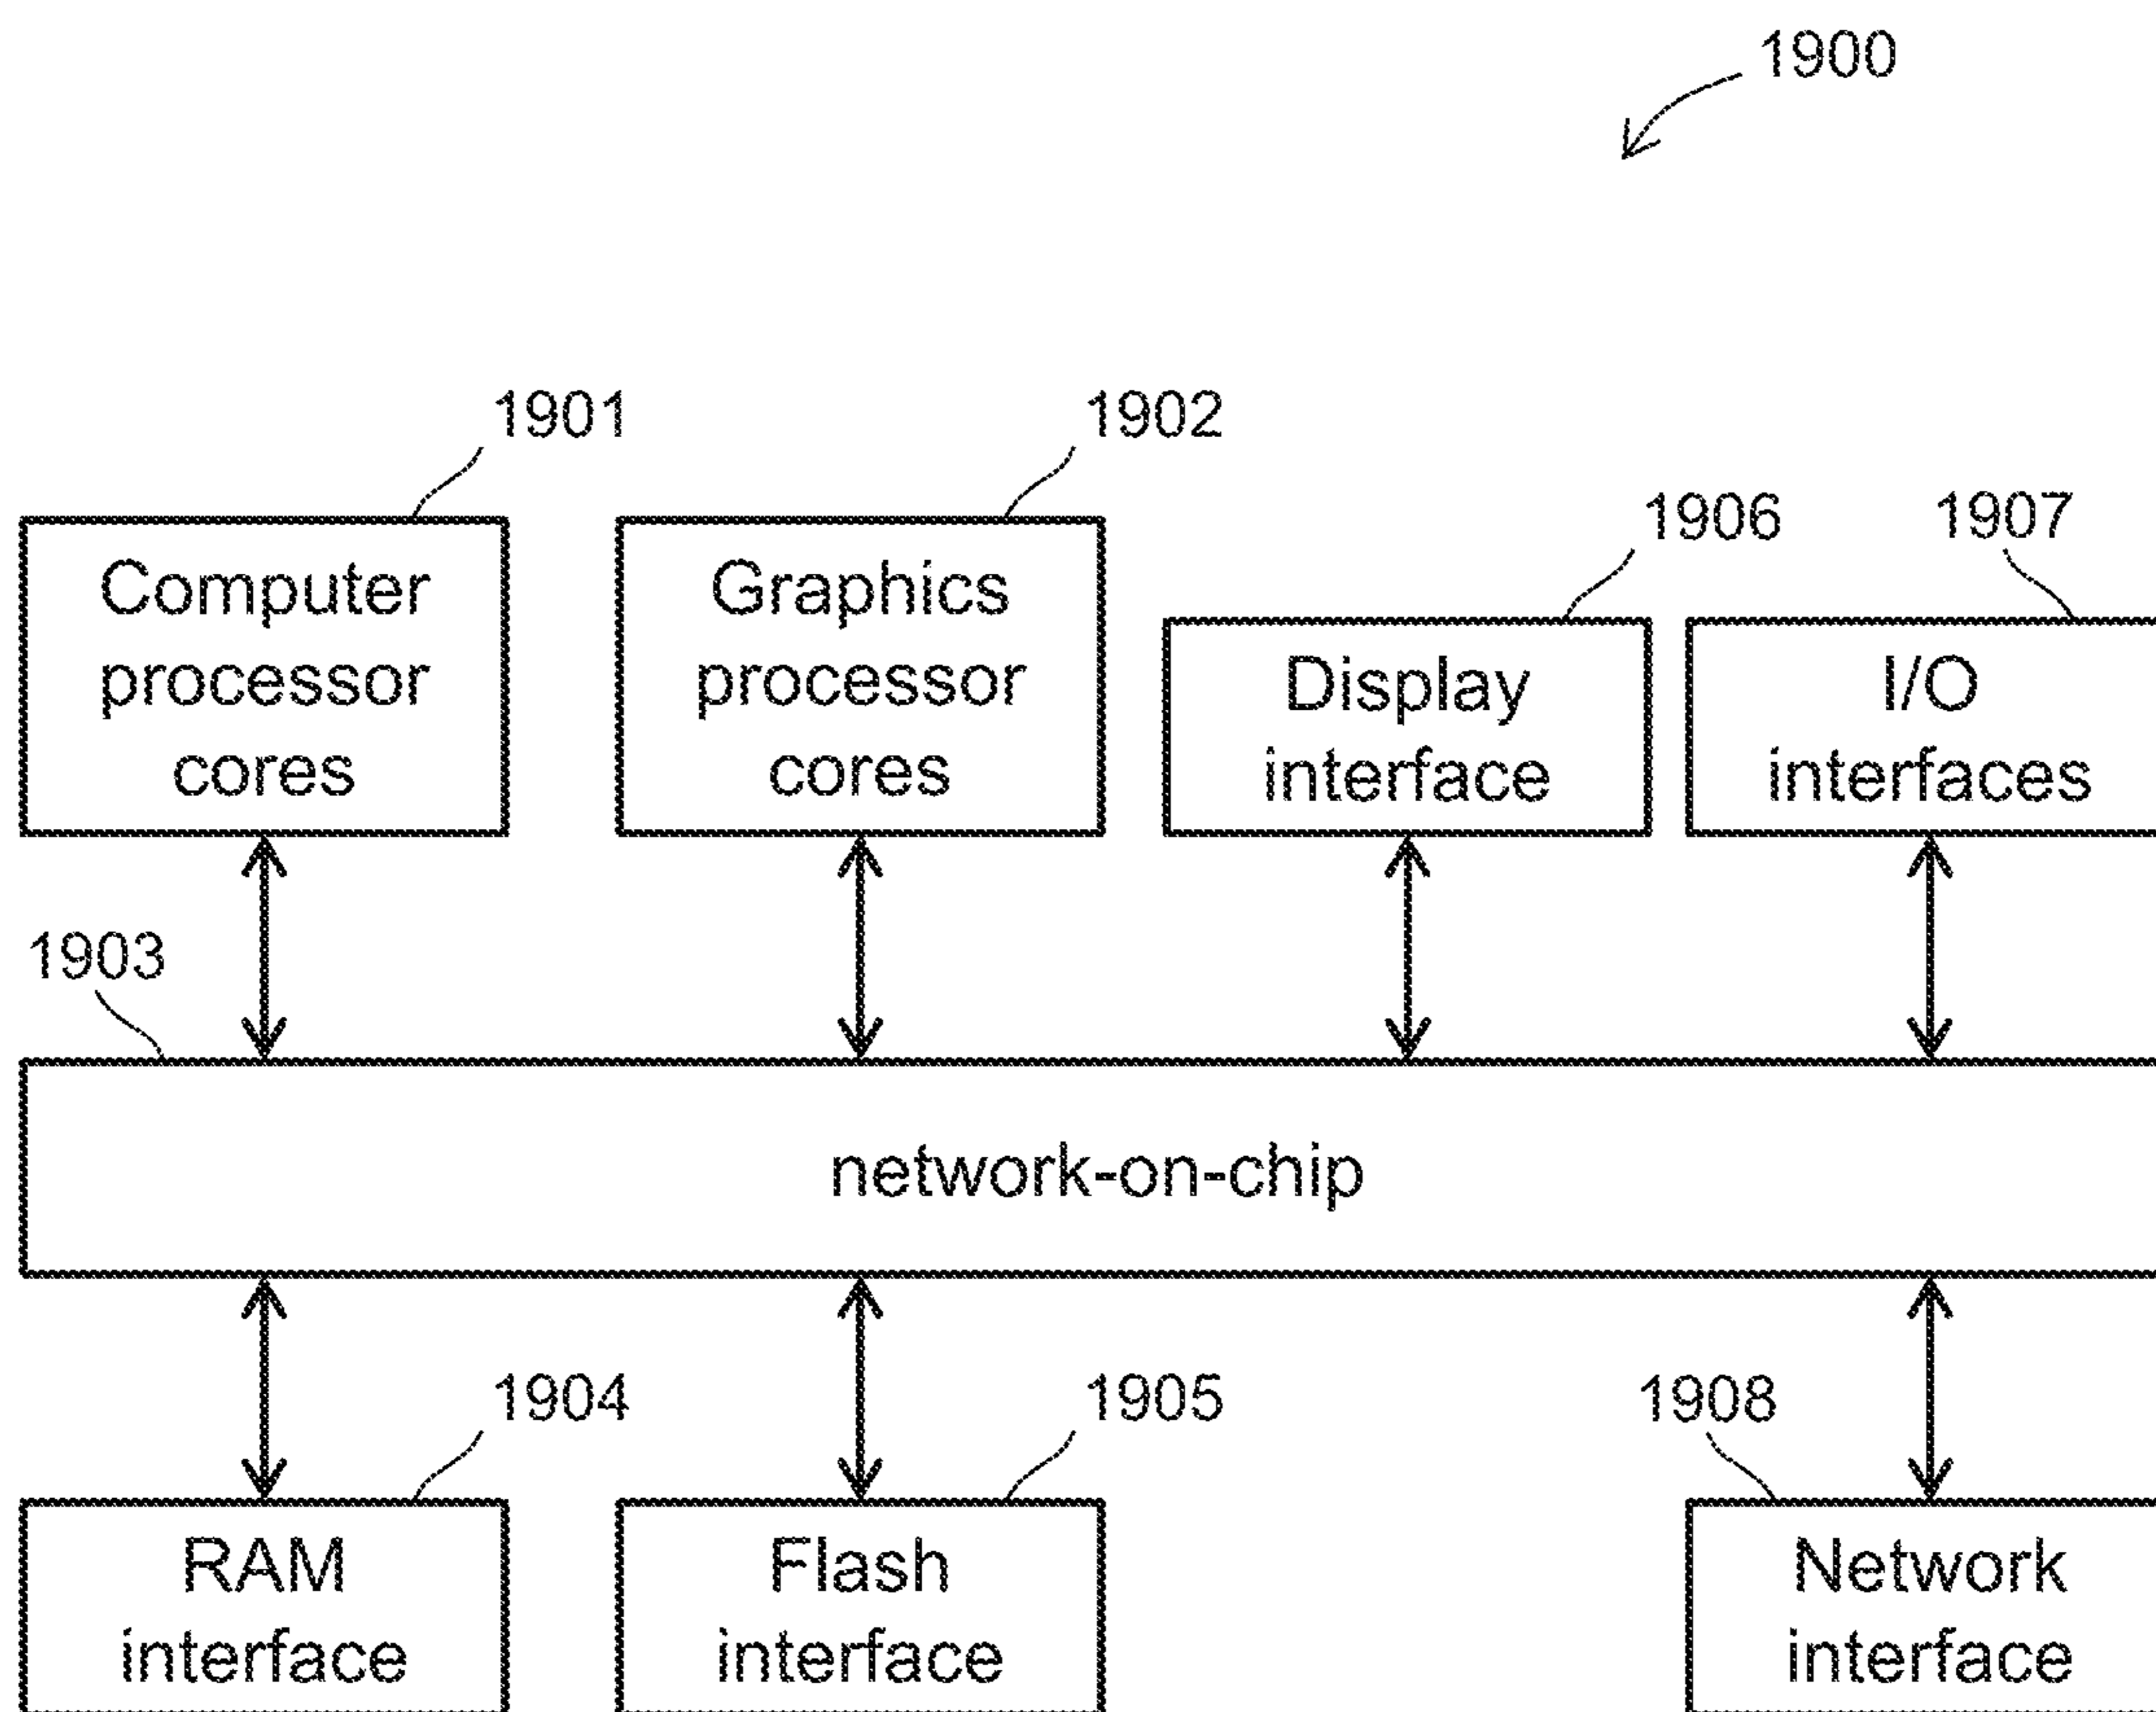 1900
1901
1902
1906
1907
Computer
processor
cores
Graphics
processor
cores
Display
interface
I/O
interfaces
1903
network-on-chip
1904
1905
1908
RAM
interface
Flash
interface
Network
interface